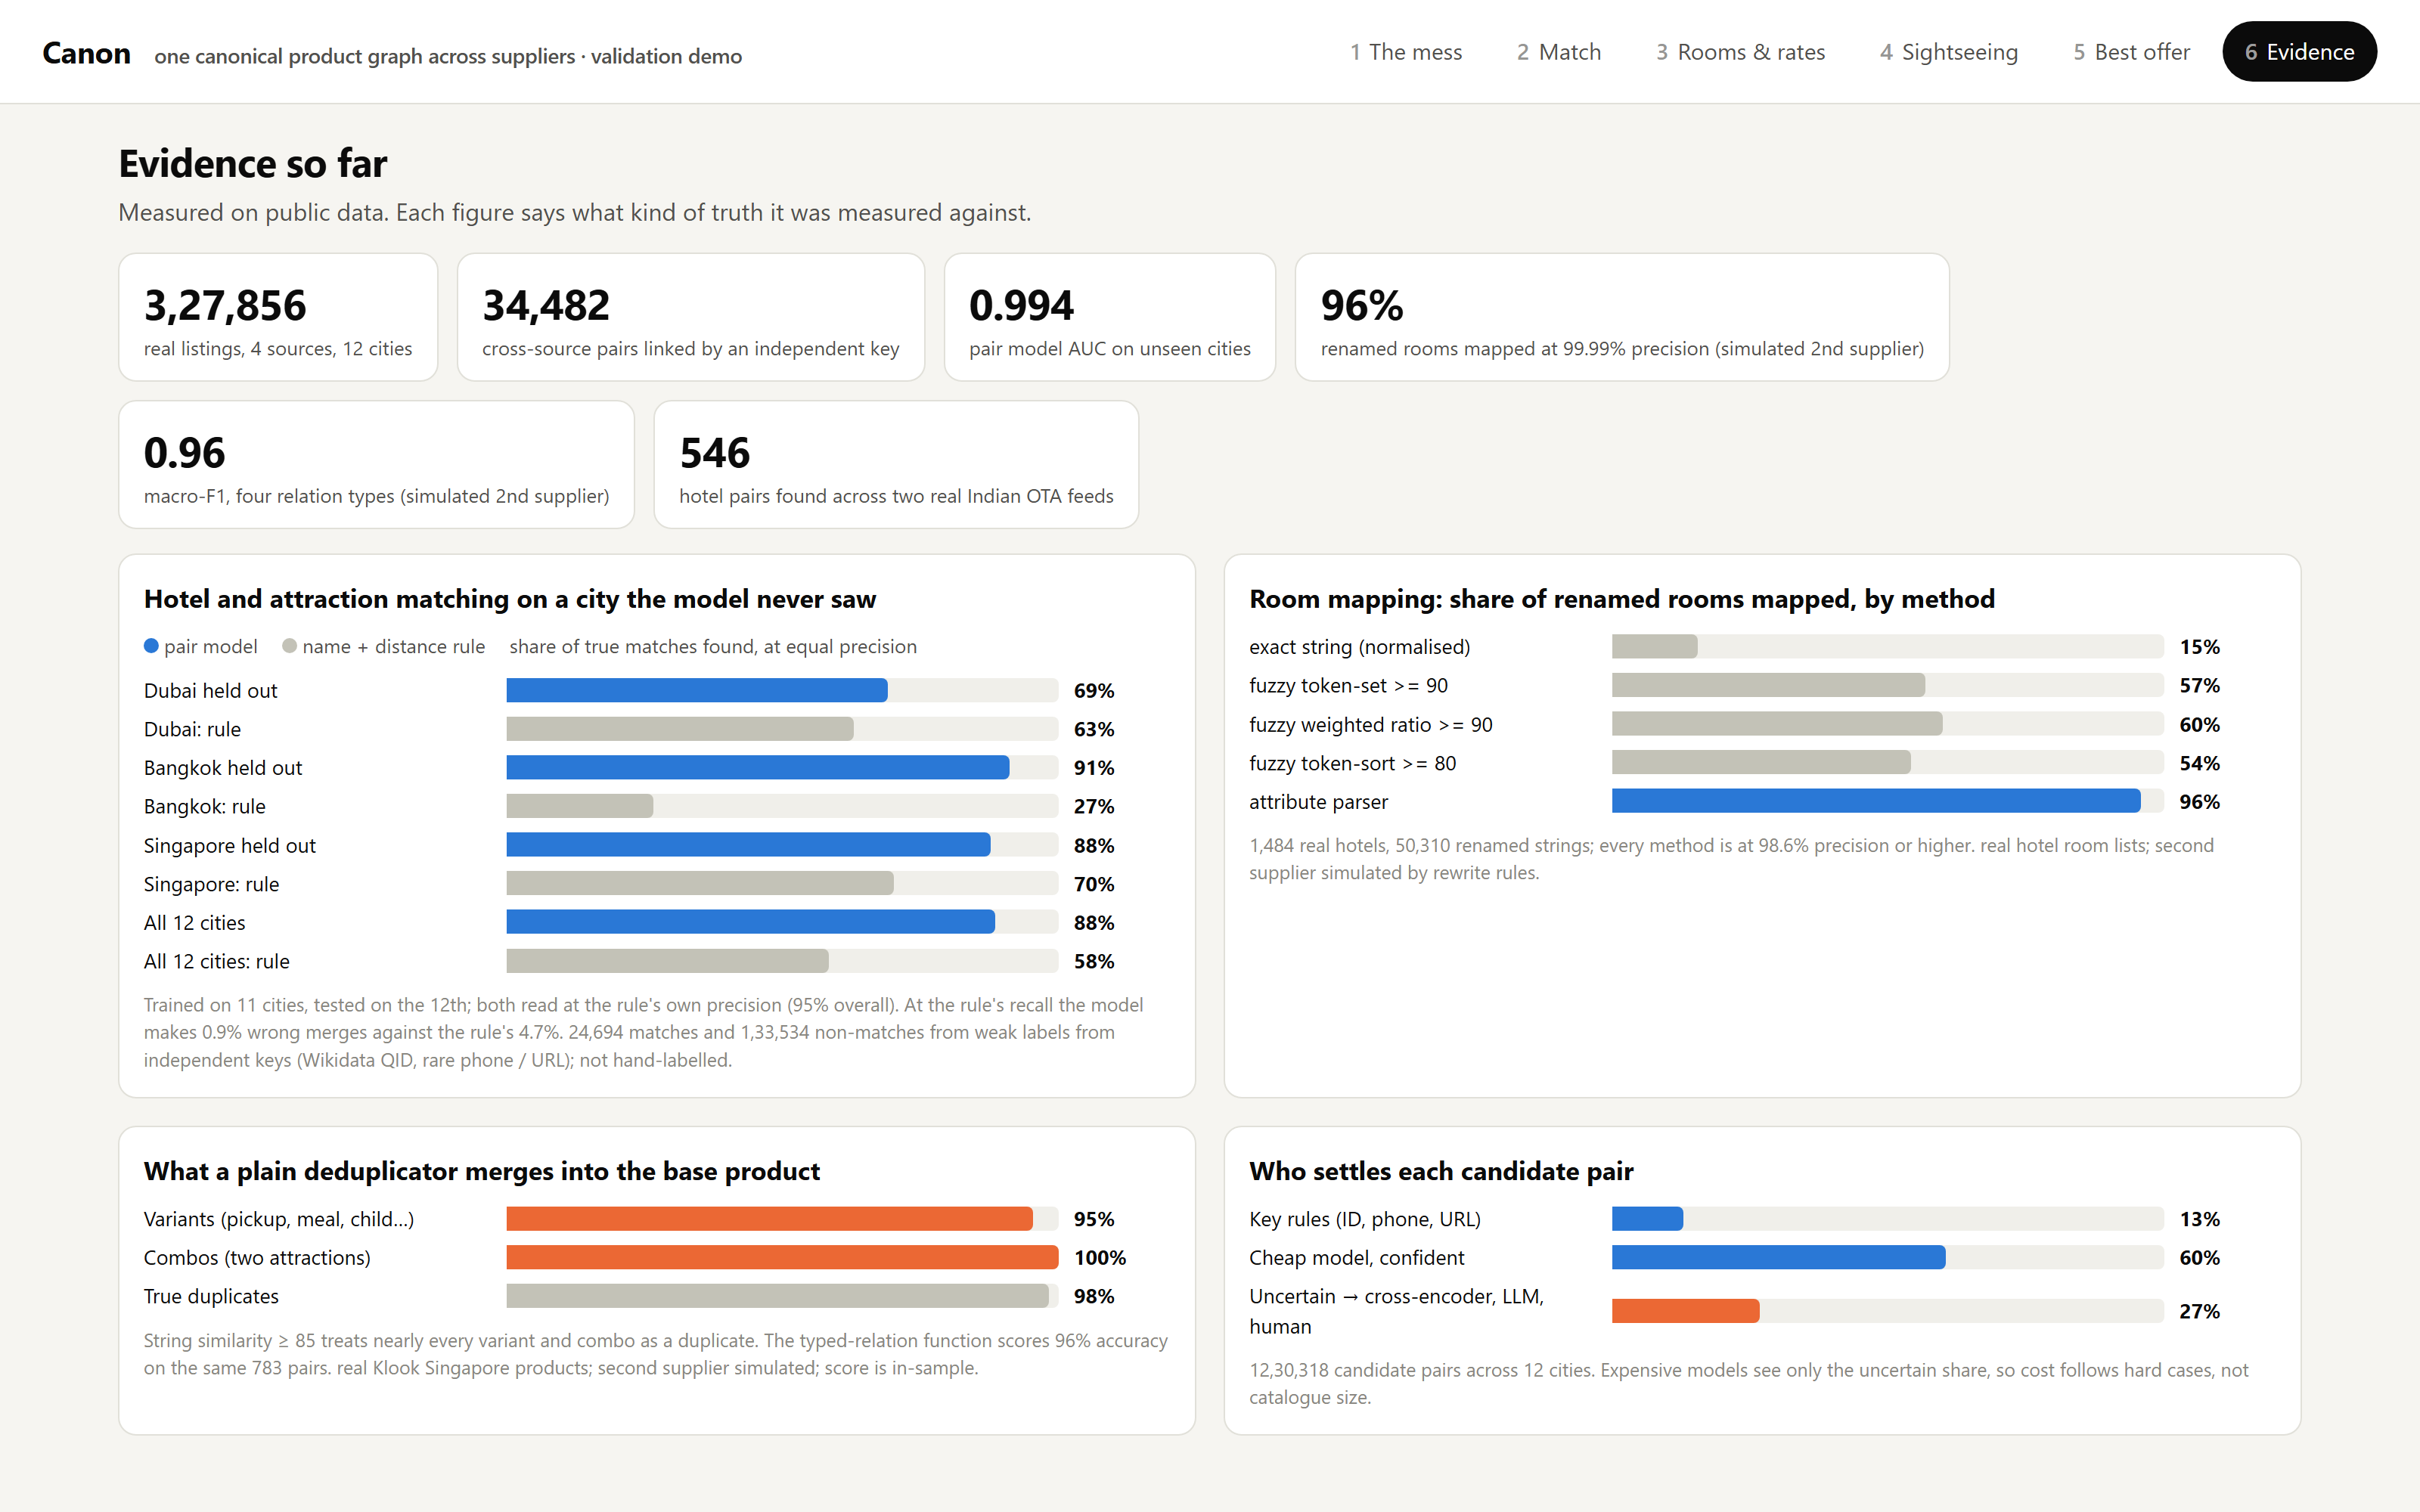 Canon one canonical product graph across suppliers · validation demo
1 The mess
2 Match
3 Rooms & rates
4 Sightseeing
5 Best offer
6 Evidence
Evidence so far
Measured on public data. Each figure says what kind of truth it was measured against.
3,27,856
real listings, 4 sources, 12 cities
34,482
cross-source pairs linked by an independent key
0.994
pair model AUC on unseen cities
96%
renamed rooms mapped at 99.99% precision (simulated 2nd supplier)
0.96
macro-F1, four relation types (simulated 2nd supplier)
546
hotel pairs found across two real Indian OTA feeds
Hotel and attraction matching on a city the model never saw
pair model name + distance rule share of true matches found, at equal precision
Dubai held out 69%
Dubai: rule 63%
Bangkok held out 91%
Bangkok: rule 27%
Singapore held out 88%
Singapore: rule 70%
All 12 cities 88%
All 12 cities: rule 58%
Trained on 11 cities, tested on the 12th; both read at the rule's own precision (95% overall). At the rule's recall the model
makes 0.9% wrong merges against the rule's 4.7%. 24,694 matches and 1,33,534 non-matches from weak labels from
independent keys (Wikidata QID, rare phone / URL); not hand-labelled.
Room mapping: share of renamed rooms mapped, by method
exact string (normalised) 15%
fuzzy token-set >= 90 57%
fuzzy weighted ratio >= 90 60%
fuzzy token-sort >= 80 54%
attribute parser 96%
1,484 real hotels, 50,310 renamed strings; every method is at 98.6% precision or higher. real hotel room lists; second
supplier simulated by rewrite rules.
What a plain deduplicator merges into the base product
Variants (pickup, meal, child...) 95%
Combos (two attractions) 100%
True duplicates 98%
String similarity ≥ 85 treats nearly every variant and combo as a duplicate. The typed-relation function scores 96% accuracy
on the same 783 pairs. real Klook Singapore products; second supplier simulated; score is in-sample.
Who settles each candidate pair
Key rules (ID, phone, URL) 13%
Cheap model, confident 60%
Uncertain → cross-encoder, LLM,
human 27%
12,30,318 candidate pairs across 12 cities. Expensive models see only the uncertain share, so cost follows hard cases, not
catalogue size.